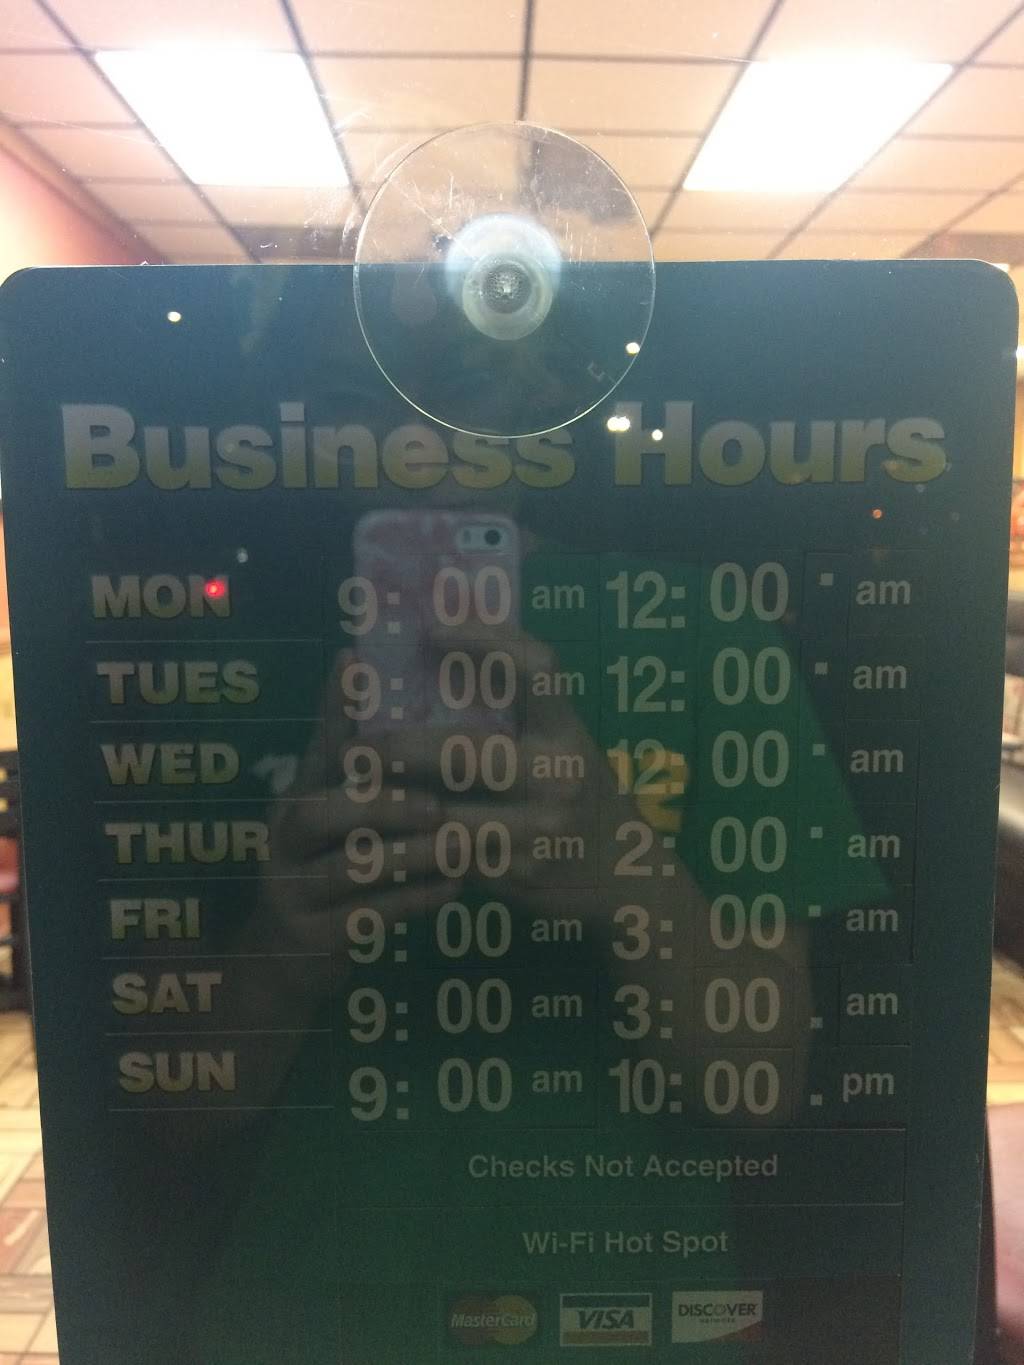 Business Hours
MON 9:00 am 12:00 am
TUES 9:00 am 12:00 am
WED 9:00 am 12:00 am
THUR 9:00 am 2:00 am
FRI 9:00 am 3:00 am
SAT 9:00 am 3:00 am
SUN 9:00 am 10:00 pm
Checks Not Accepted
Wi-Fi Hot Spot
MasterCard VISA DISCOVER
NETWORK